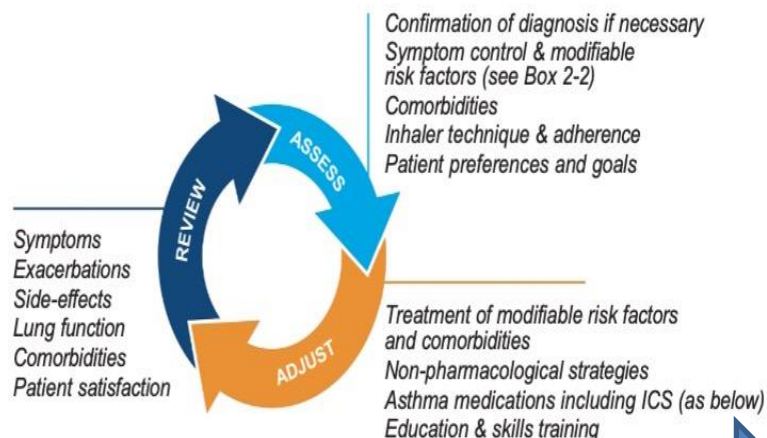 Confirmation of diagnosis if necessary
Symptom control & modifiable
risk factors (see Box 2-2)
Comorbidities
Inhaler technique & adherence
Patient preferences and goals
ASSESS
REVIEW
Symptoms
Exacerbations
Side-effects
Lung function
Comorbidities
Patient satisfaction
ADJUST
Treatment of modifiable risk factors
and comorbidities
Non-pharmacological strategies
Asthma medications including ICS (as below)
Education & skills training